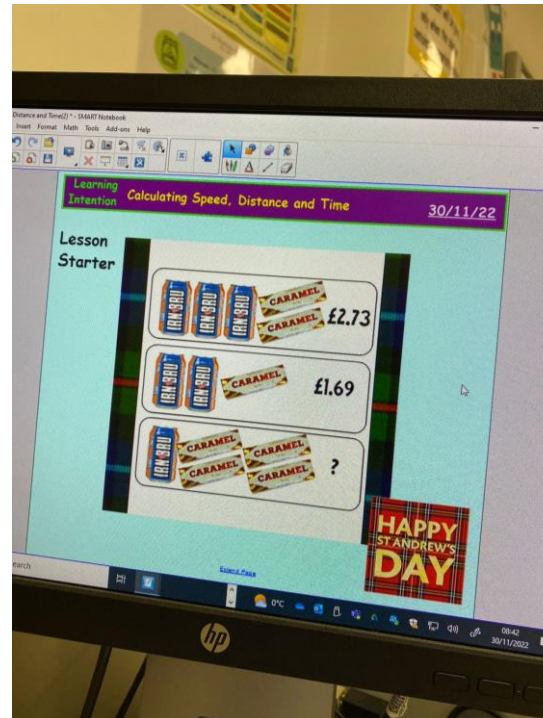 Distance and Time(2) * - SMART Notebook
Insert Format Math Tools Add-ons Help
Learning
Intention
Calculating Speed, Distance and Time
30/11/22
Lesson
Starter
IRN-BRU IRN-BRU IRN-BRU CARAMEL
CARAMEL £2.73
IRN-BRU IRN-BRU CARAMEL £1.69
IRN-BRU CARAMEL CARAMEL
CARAMEL CARAMEL ?
HAPPY
ST ANDREW'S
DAY
Extend Page
earch
0°C
08:42
30/11/2022
hp